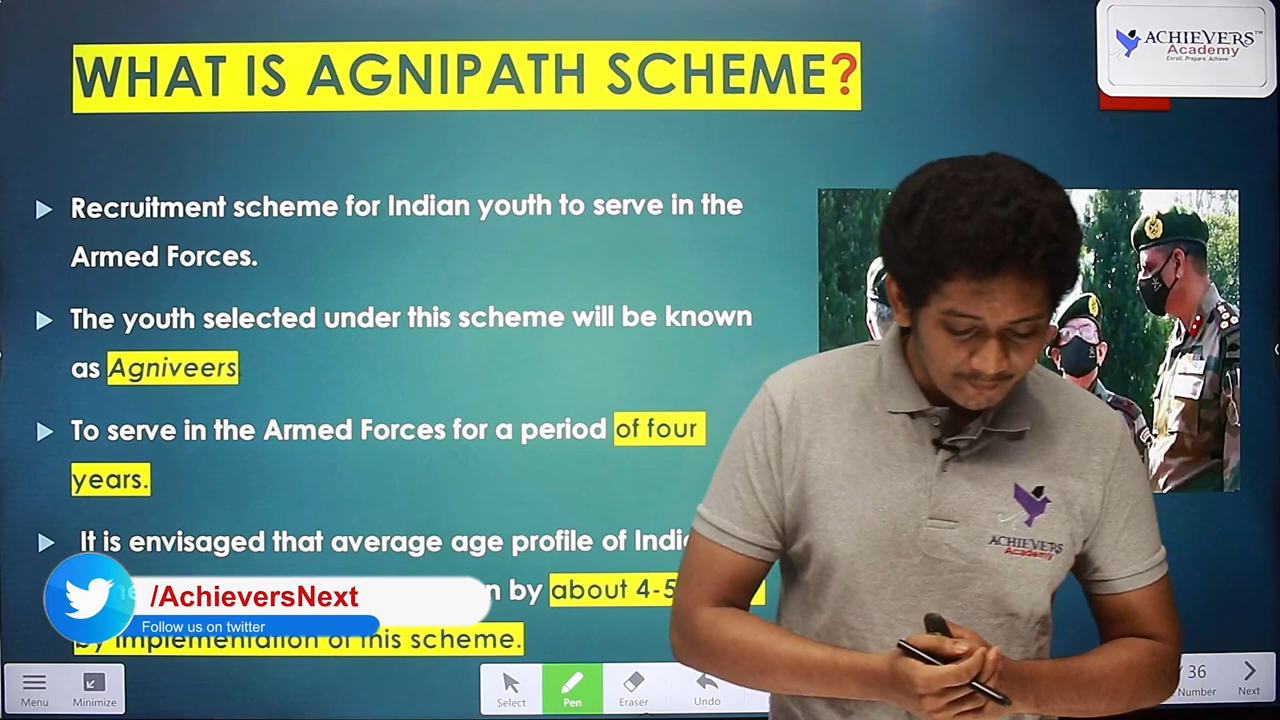 WHAT IS AGNIPATH SCHEME?
ACHIEVERS™
Academy
Enroll. Prepare. Achieve
Recruitment scheme for Indian youth to serve in the
Armed Forces.
The youth selected under this scheme will be known
as Agniveers
To serve in the Armed Forces for a period of four
years.
It is envisaged that average age profile of
by about 4-5
by implementation of this scheme.
/AchieversNext
Follow us on twitter
ACHIEVERS
Academy
Menu
Minimize
Select
Pen
Eraser
Undo
/ 36
Number
Next